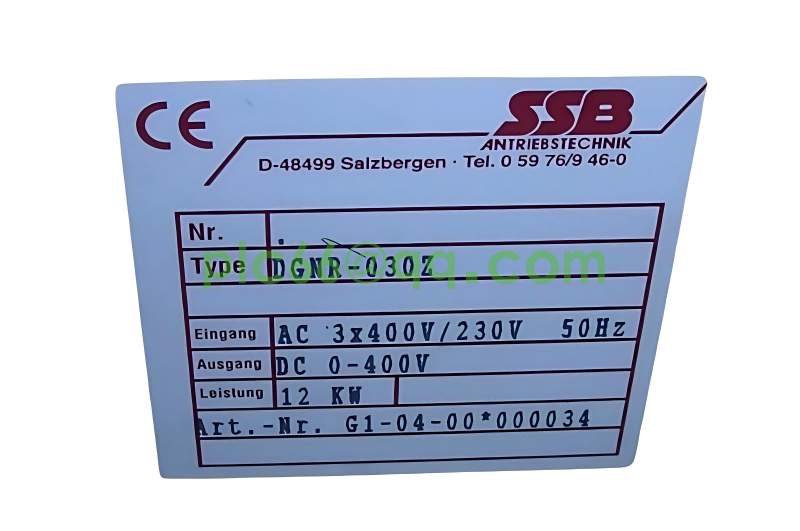 CE
SSB
ANTRIEBSTECHNIK
D-48499 Salzbergen · Tel. 0 59 76/9 46-0
Nr. .
Type DGNR-030Z
plc66@qq.com
Eingang AC 3x400V/230V 50Hz
Ausgang DC 0-400V
Leistung 12 KW
Art.-Nr. G1-04-00*000034